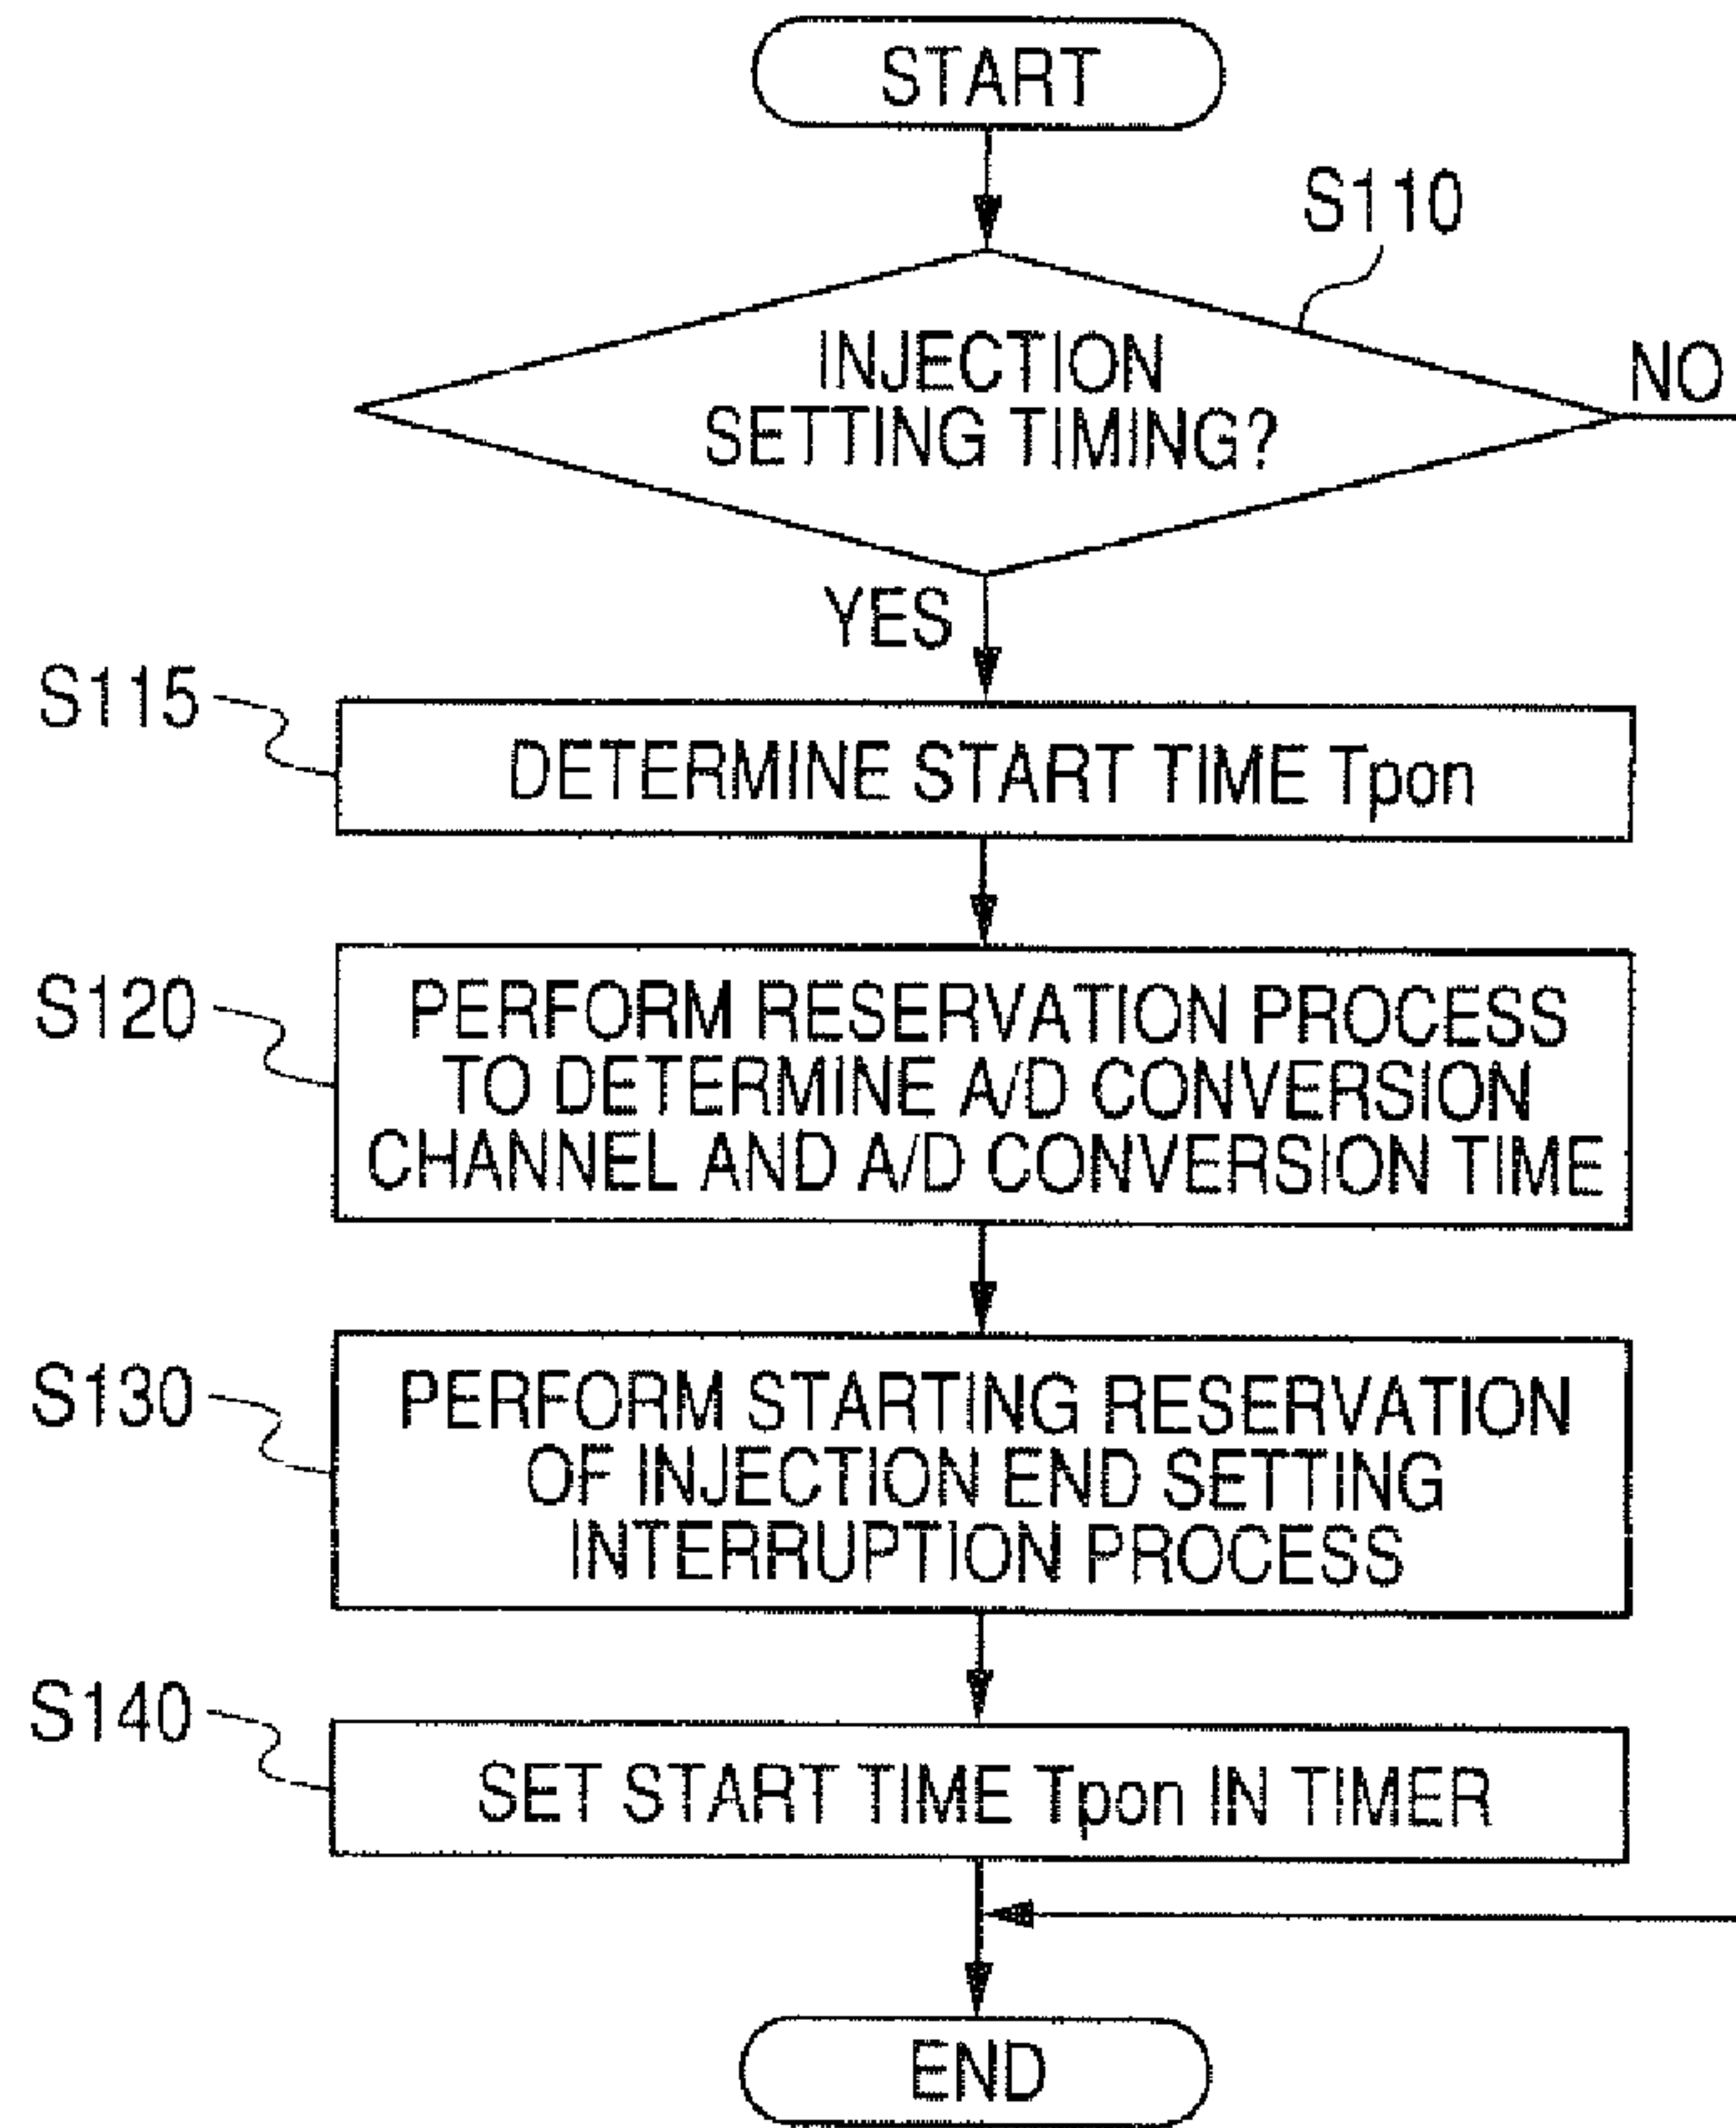 START
S110
INJECTION
SETTING TIMING?
NO
YES
S115
DETERMINE START TIME Tpon
S120
PERFORM RESERVATION PROCESS
TO DETERMINE A/D CONVERSION
CHANNEL AND A/D CONVERSION TIME
S130
PERFORM STARTING RESERVATION
OF INJECTION END SETTING
INTERRUPTION PROCESS
S140
SET START TIME Tpon IN TIMER
END